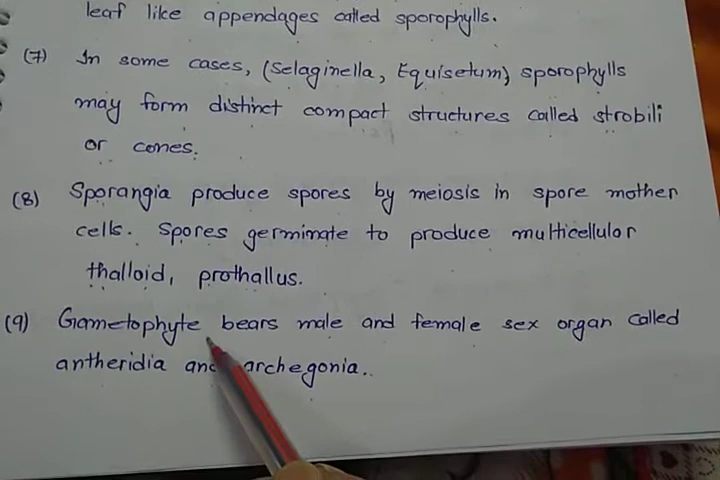 leaf like appendages called sporophylls.
(7) In some cases, (Selaginella, Equisetum) sporophylls
may form distinct compact structures called strobili
or cones.
(8) Sporangia produce spores by meiosis in spore mother
cells. Spores germinate to produce multicellular
thalloid, prothallus.
(9) Gametophyte bears male and female sex organ called
antheridia and archegonia.